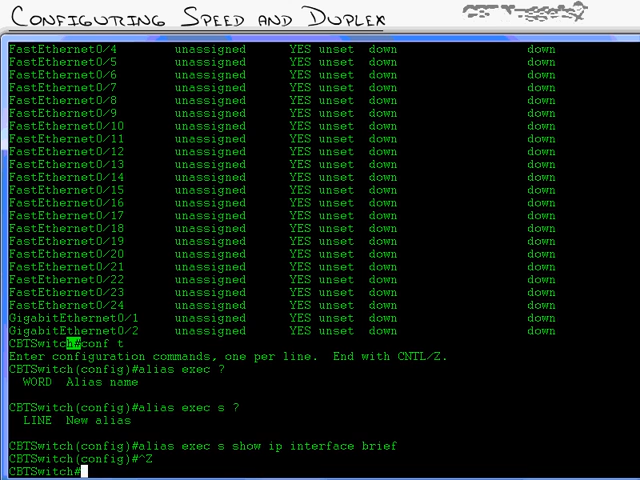 Configuring Speed and Duplex
FastEthernet0/4 unassigned YES unset down down
FastEthernet0/5 unassigned YES unset down down
FastEthernet0/6 unassigned YES unset down down
FastEthernet0/7 unassigned YES unset down down
FastEthernet0/8 unassigned YES unset down down
FastEthernet0/9 unassigned YES unset down down
FastEthernet0/10 unassigned YES unset down down
FastEthernet0/11 unassigned YES unset down down
FastEthernet0/12 unassigned YES unset down down
FastEthernet0/13 unassigned YES unset down down
FastEthernet0/14 unassigned YES unset down down
FastEthernet0/15 unassigned YES unset down down
FastEthernet0/16 unassigned YES unset down down
FastEthernet0/17 unassigned YES unset down down
FastEthernet0/18 unassigned YES unset down down
FastEthernet0/19 unassigned YES unset down down
FastEthernet0/20 unassigned YES unset down down
FastEthernet0/21 unassigned YES unset down down
FastEthernet0/22 unassigned YES unset down down
FastEthernet0/23 unassigned YES unset down down
FastEthernet0/24 unassigned YES unset down down
GigabitEthernet0/1 unassigned YES unset down down
GigabitEthernet0/2 unassigned YES unset down down
CBTSwitch#conf t
Enter configuration commands, one per line. End with CNTL/Z.
CBTSwitch(config)#alias exec ?
WORD Alias name
CBTSwitch(config)#alias exec s ?
LINE New alias
CBTSwitch(config)#alias exec s show ip interface brief
CBTSwitch(config)#^Z
CBTSwitch#